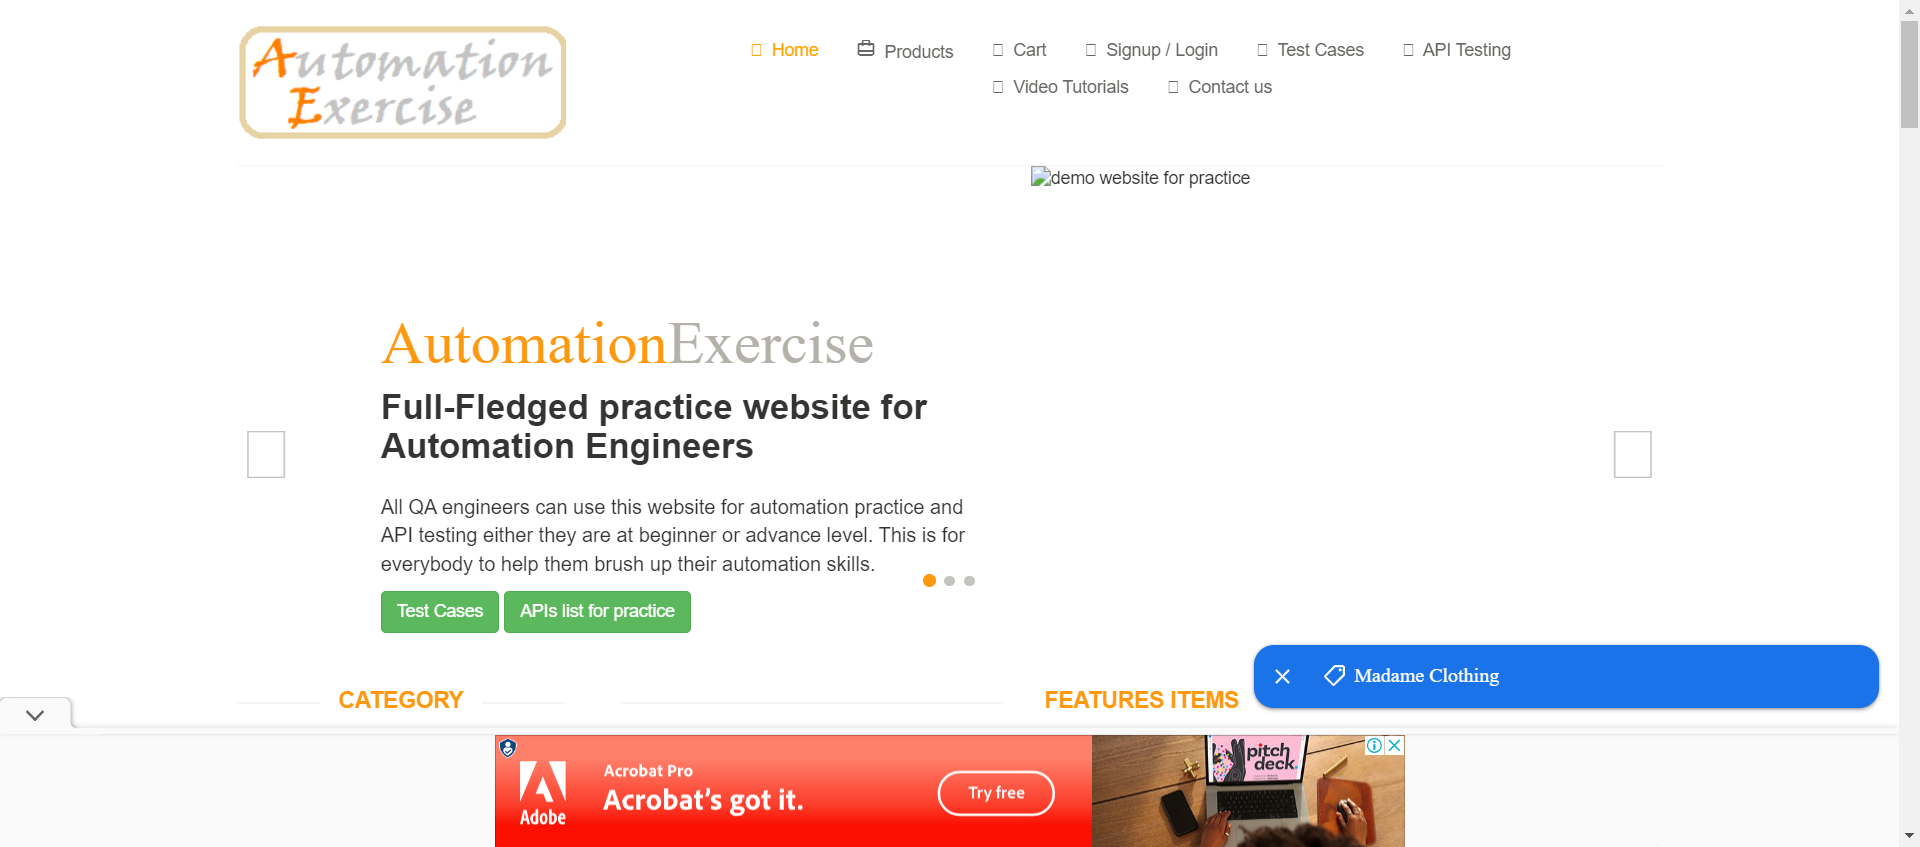 Automation
Exercise
Home
Products
Cart
Signup / Login
Test Cases
API Testing
Video Tutorials
Contact us
demo website for practice
AutomationExercise
Full-Fledged practice website for
Automation Engineers
All QA engineers can use this website for automation practice and
API testing either they are at beginner or advance level. This is for
everybody to help them brush up their automation skills.
Test Cases
APIs list for practice
Madame Clothing
CATEGORY
FEATURES ITEMS
Adobe
Acrobat Pro
Acrobat's got it.
Try free
pitch
deck.